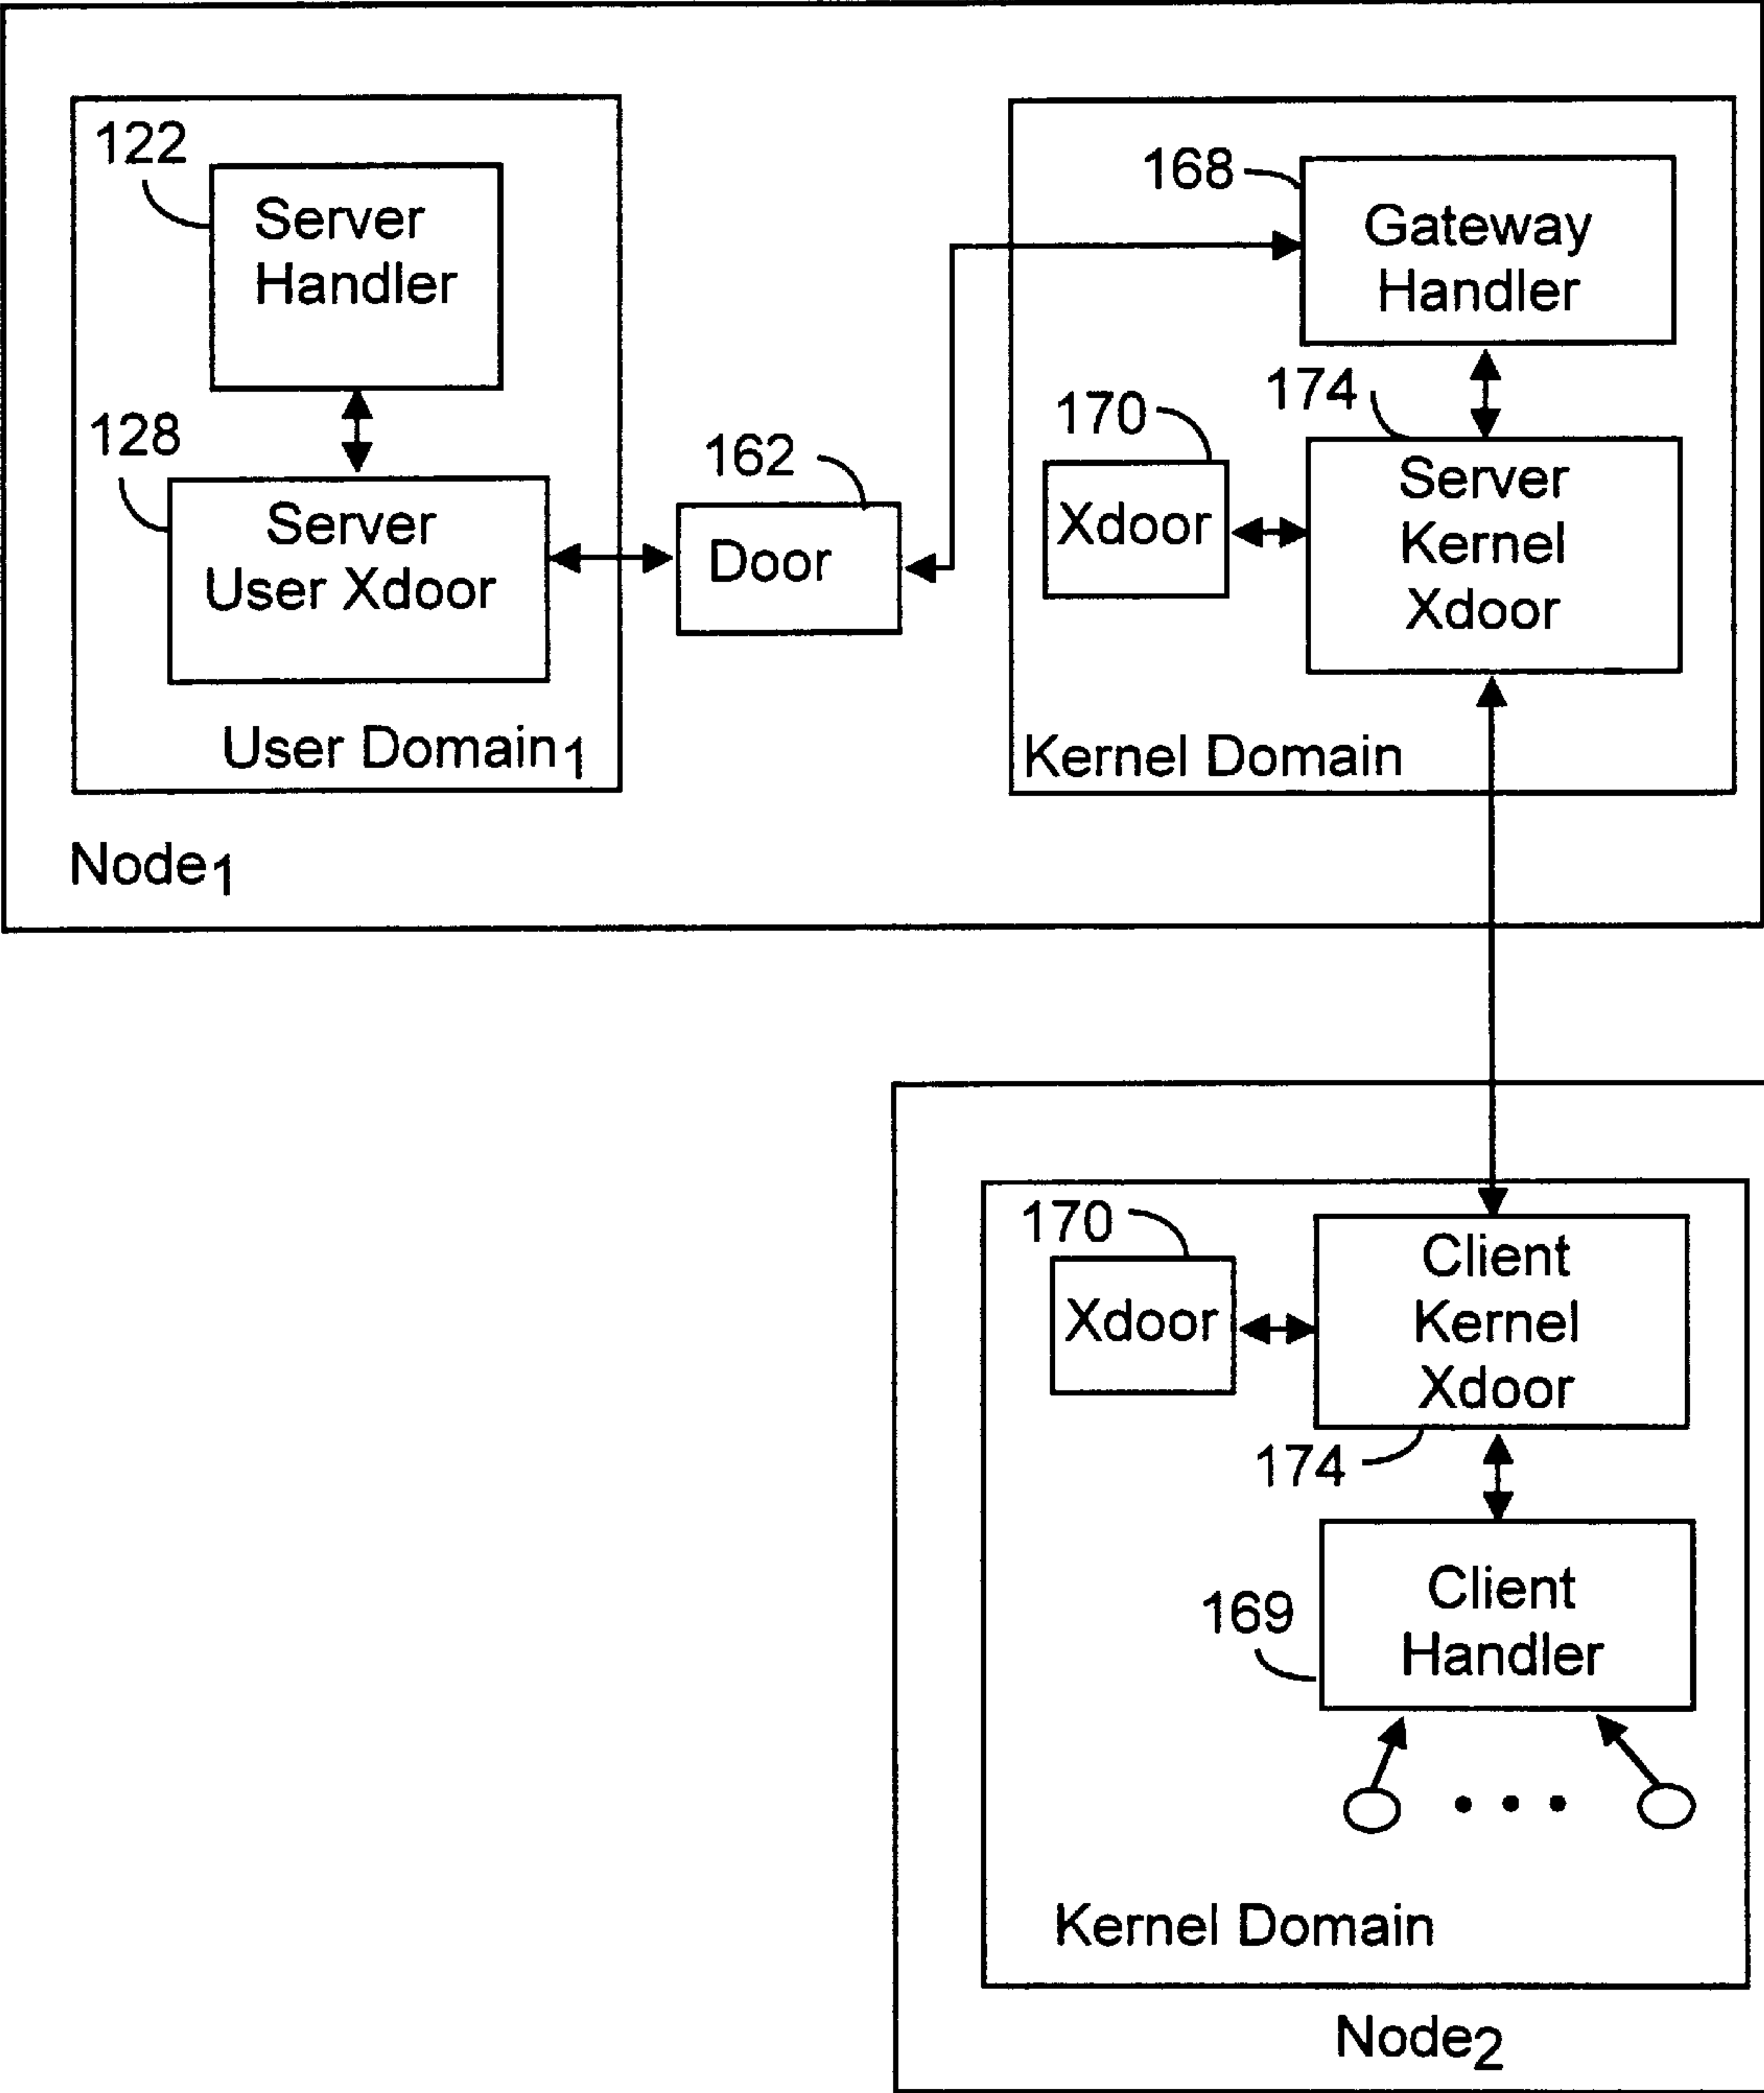 122
Server
Handler
128
Server
User Xdoor
User Domain1
162
Door
168
Gateway
Handler
170
Xdoor
174
Server
Kernel
Xdoor
Kernel Domain
Node1
170
Xdoor
Client
Kernel
Xdoor
174
169
Client
Handler
Kernel Domain
Node2